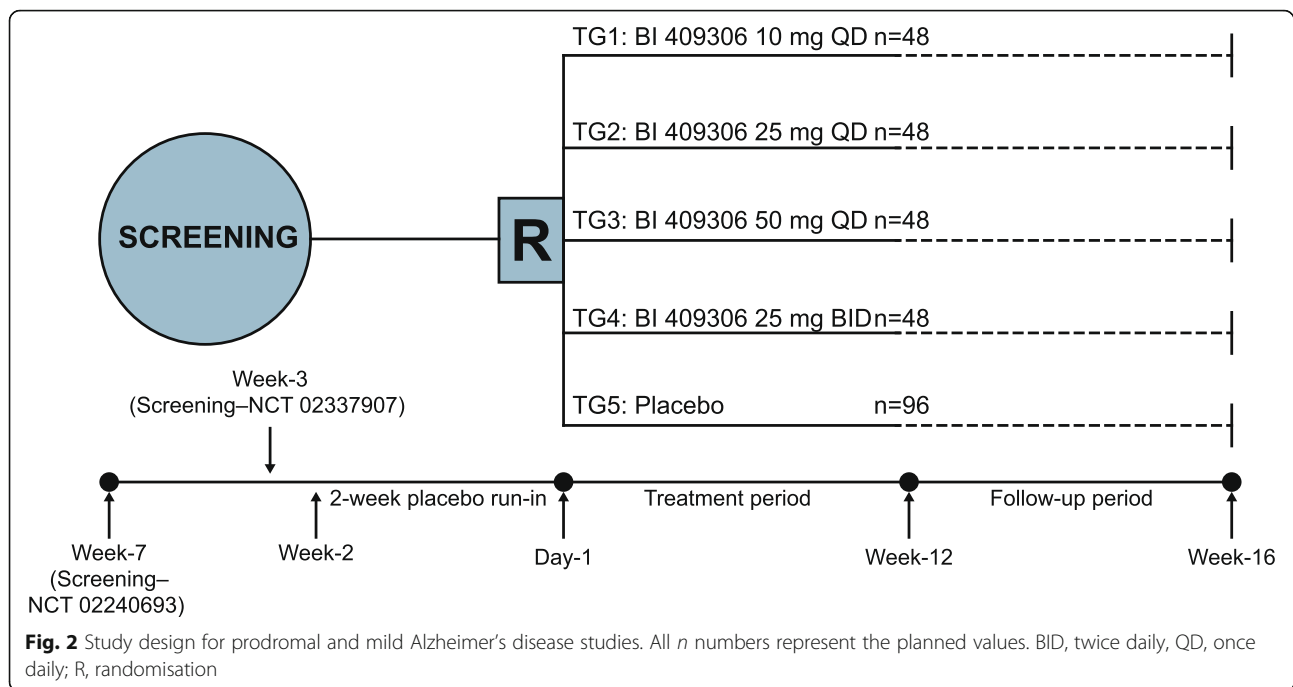 TG1: BI 409306 10 mg QD n=48
TG2: BI 409306 25 mg QD n=48
SCREENING
R
TG3: BI 409306 50 mg QD n=48
TG4: BI 409306 25 mg BID n=48
Week-3
(Screening–NCT 02337907)
TG5: Placebo n=96
2-week placebo run-in
Treatment period
Follow-up period
Week-7
(Screening–
NCT 02240693)
Week-2
Day-1
Week-12
Week-16
Fig. 2 Study design for prodromal and mild Alzheimer's disease studies. All n numbers represent the planned values. BID, twice daily, QD, once
daily; R, randomisation